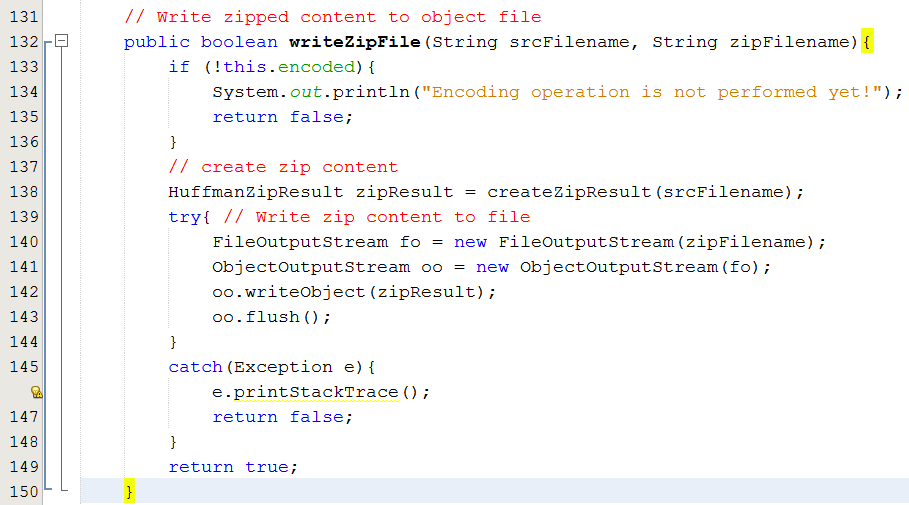 131 // Write zipped content to object file
132 public boolean writeZipFile(String srcFilename, String zipFilename){
133 if (!this.encoded){
134 System.out.println("Encoding operation is not performed yet!");
135 return false;
136 }
137 // create zip content
138 HuffmanZipResult zipResult = createZipResult(srcFilename);
139 try{ // Write zip content to file
140 FileOutputStream fo = new FileOutputStream(zipFilename);
141 ObjectOutputStream oo = new ObjectOutputStream(fo);
142 oo.writeObject(zipResult);
143 oo.flush();
144 }
145 catch(Exception e){
e.printStackTrace();
147 return false;
148 }
149 return true;
150 }